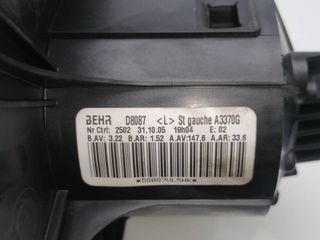 BEHR D8087 <L> St gauche A3370G
Nr Ctrl: 2502 31.10.05 19h04 E: 02
B.AV: 3.22 B.AR: 1.52 A.AV:147.6 A.AR: 33.6